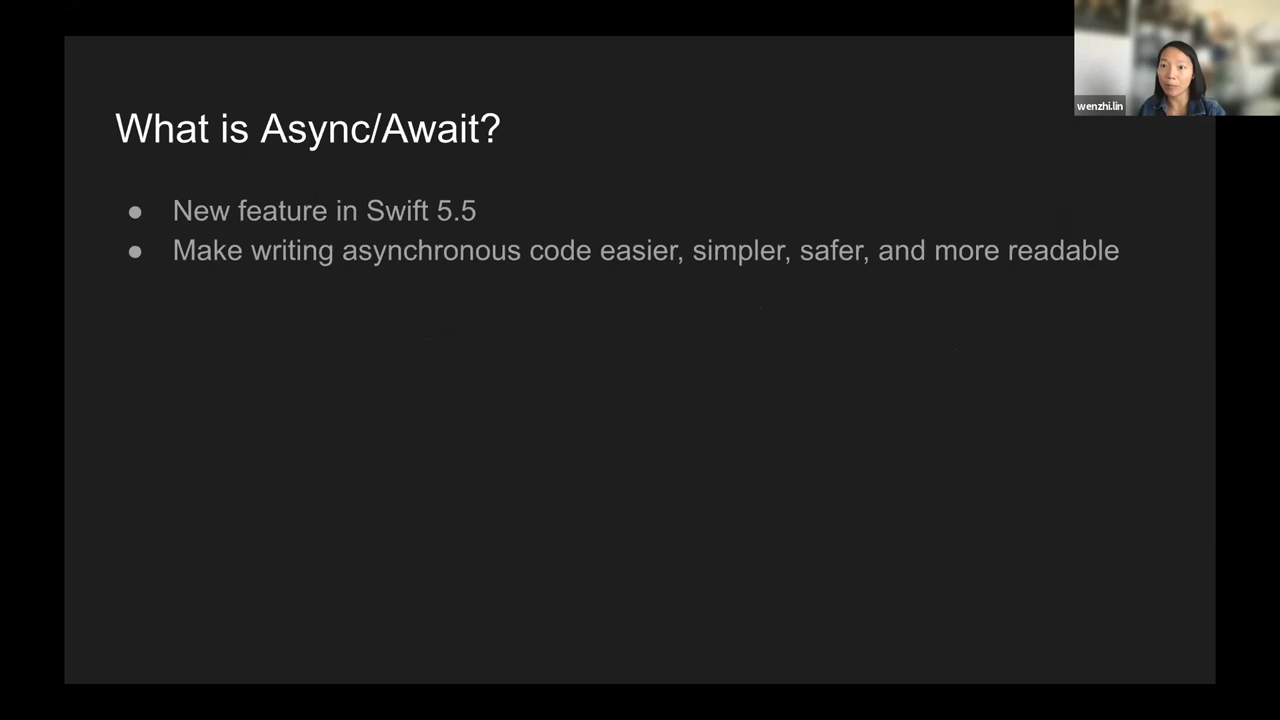 wenzhi.lin
What is Async/Await?
● New feature in Swift 5.5
● Make writing asynchronous code easier, simpler, safer, and more readable